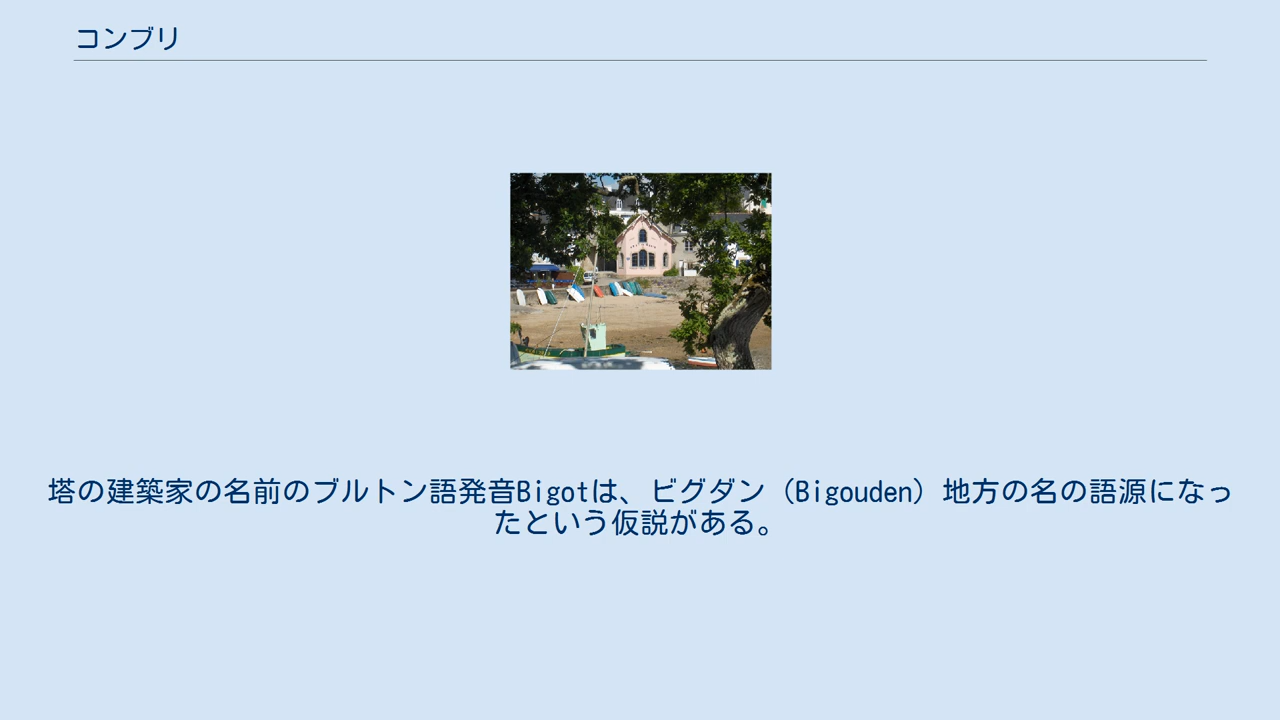 コンブリ
塔の建築家の名前のブルトン語発音Bigotは、ビグダン（Bigouden）地方の名の語源になっ
たという仮説がある。